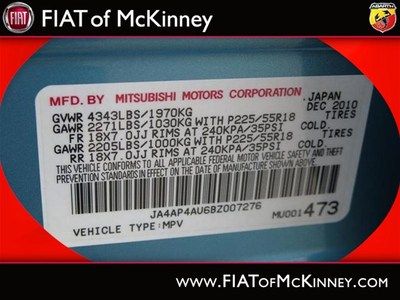 FIAT
FIAT of McKinney
ABARTH
MFD. BY MITSUBISHI MOTORS CORPORATION, JAPAN
GVWR 4343LBS/1970KG DEC 2010
GAWR 2271LBS/1030KG WITH P225/55R18 TIRES
FR 18X7.0JJ RIMS AT 240KPA/35PSI COLD.
GAWR 2205LBS/1000KG WITH P225/55R18 TIRES
RR 18X7.0JJ RIMS AT 240KPA/35PSI COLD.
THIS VEHICLE CONFORMS TO ALL APPLICABLE FEDERAL
MOTOR VEHICLE SAFETY AND THEFT PREVENTION STANDARDS
IN EFFECT ON THE DATE OF MANUFACTURE SHOWN ABOVE.
JA4AP4AU6BZ007276
VEHICLE TYPE:MPV MU001473
www.FIATofMcKinney.com